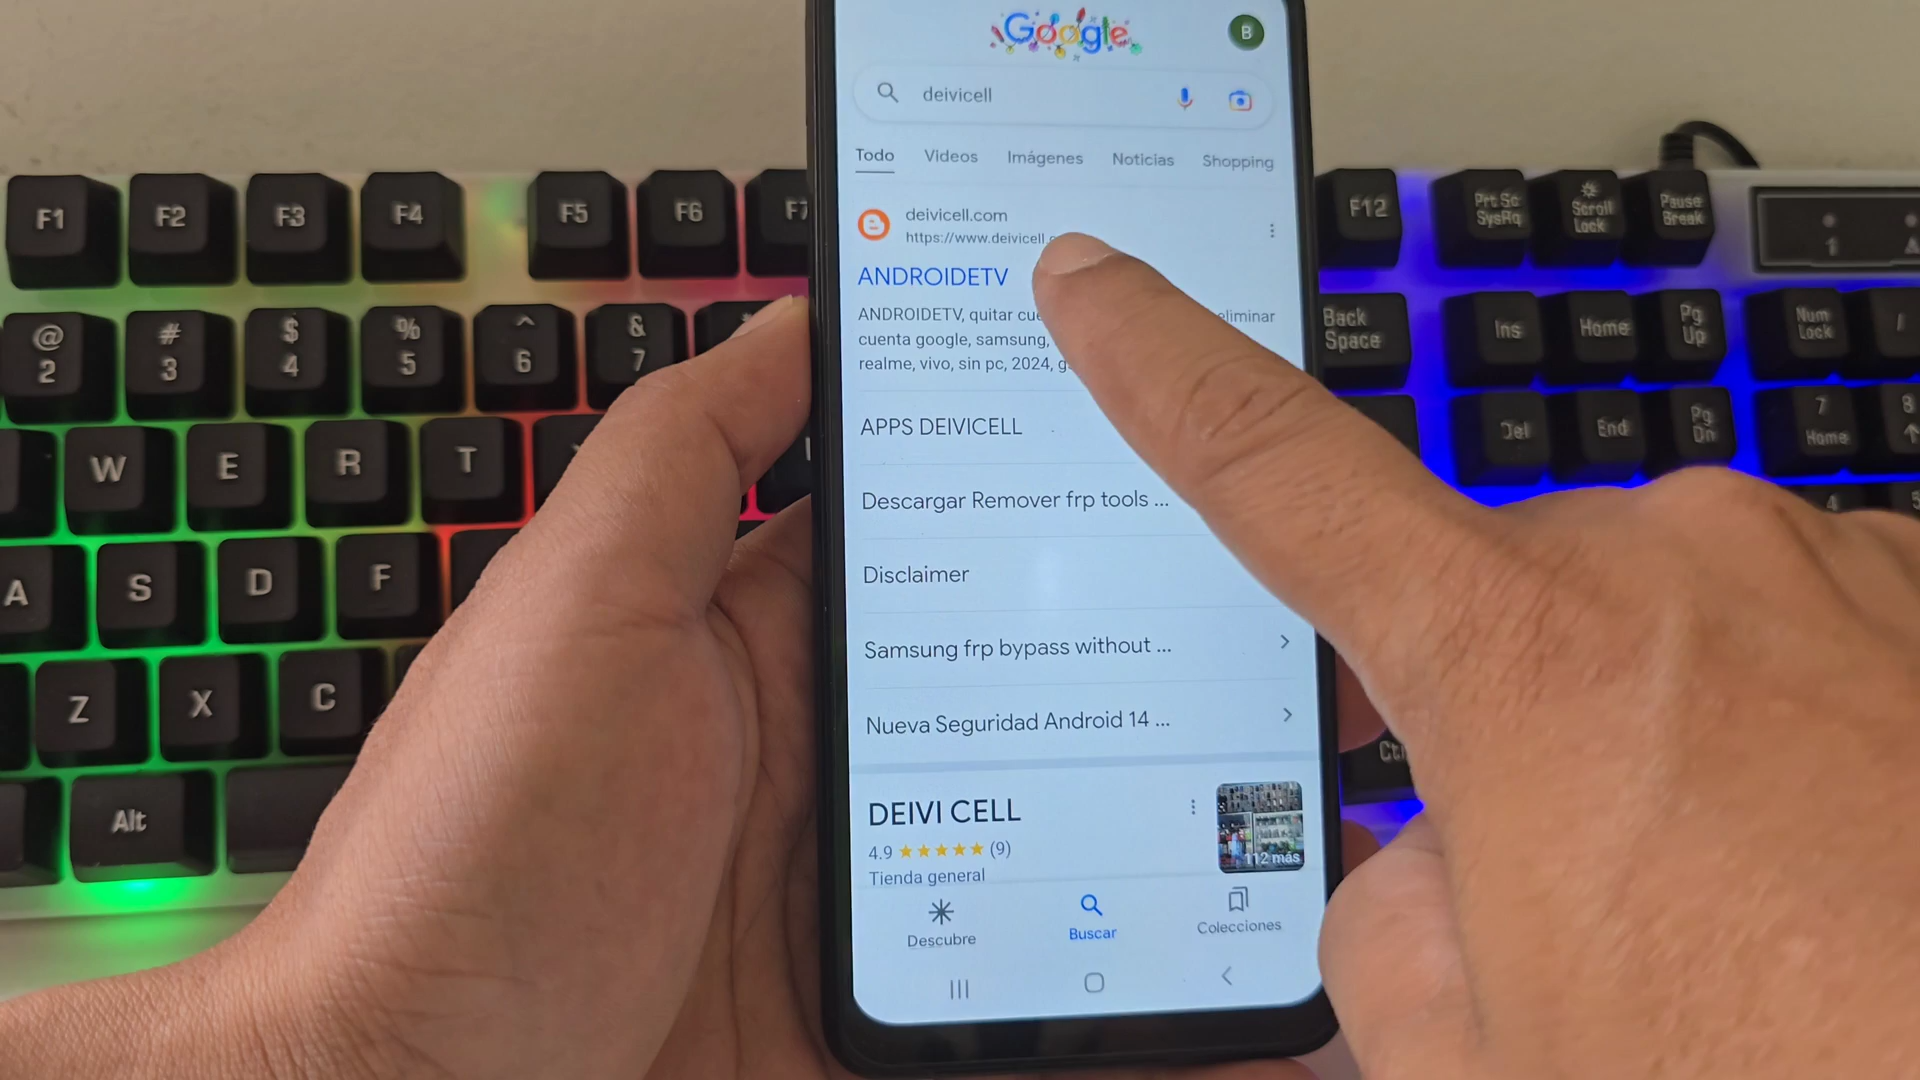 Google
B
deivicell
Todo Videos Imágenes Noticias Shopping
deivicell.com
https://www.deivicell
ANDROIDETV
ANDROIDETV, quitar eliminar
cuenta google, samsung,
realme, vivo, sin pc, 2024,
APPS DEIVICELL
Descargar Remover frp tools ...
Disclaimer
Samsung frp bypass without ...
Nueva Seguridad Android 14 ...
DEIVI CELL
4.9 ★★★★★ (9)
112 más
Tienda general
Descubre Buscar Colecciones
F1 F2 F3 F4 F5 F6 F7 F12 Prt Sc Scroll Pause
SysRq Lock Break
1 A
@ # $ % ^ &
2 3 4 5 6 7
Back Ins Home Pg Num /
Space Up Lock
W E R T Del End Pg 7 8
Dn Home
A S D F 4 5
Z X C
Alt